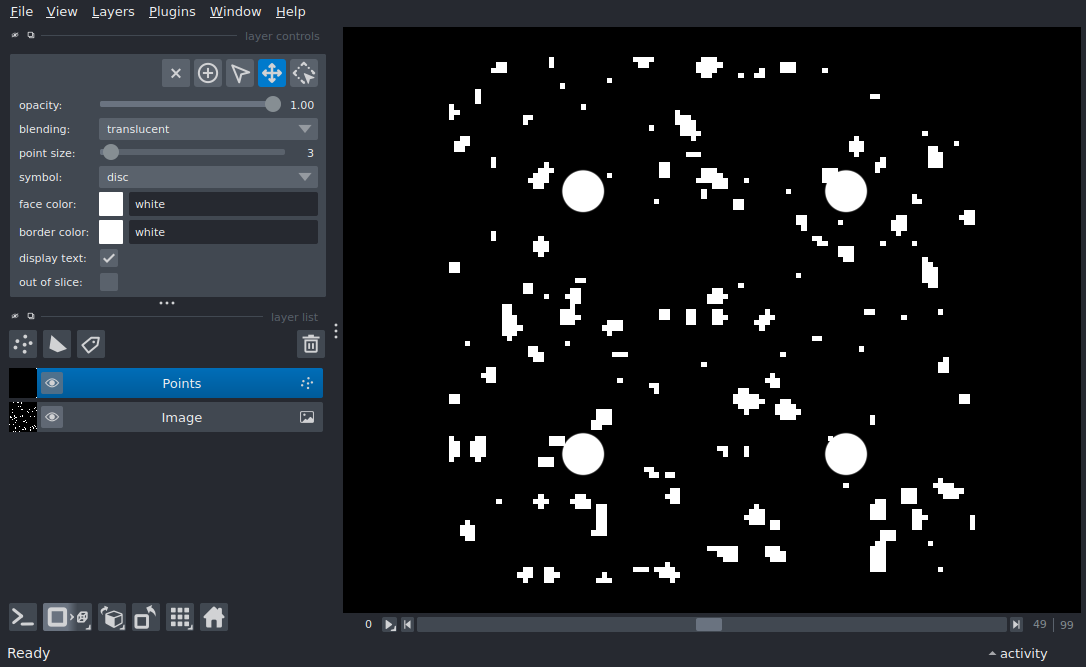 File View Layers Plugins Window Help
layer controls
opacity: 1.00
blending: translucent
point size: 3
symbol: disc
face color: white
border color: white
display text:
out of slice:
layer list
Points
Image
0 49 99
Ready activity